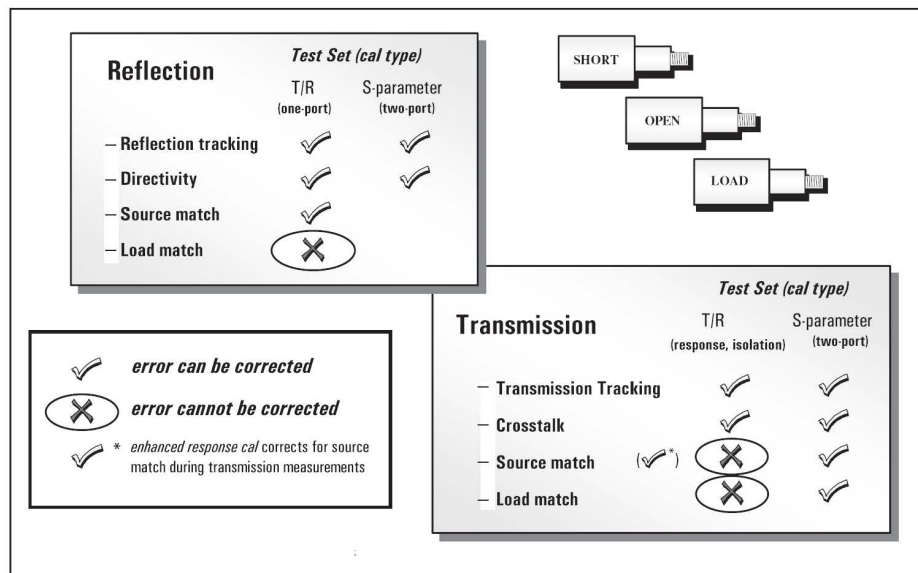 Reflection
Test Set (cal type)
T/R S-parameter
(one-port) (two-port)
– Reflection tracking
– Directivity
– Source match
– Load match
SHORT
OPEN
LOAD
error can be corrected
error cannot be corrected
* enhanced response cal corrects for source
match during transmission measurements
Transmission
Test Set (cal type)
T/R S-parameter
(response, isolation) (two-port)
– Transmission Tracking
– Crosstalk
– Source match ( *)
– Load match